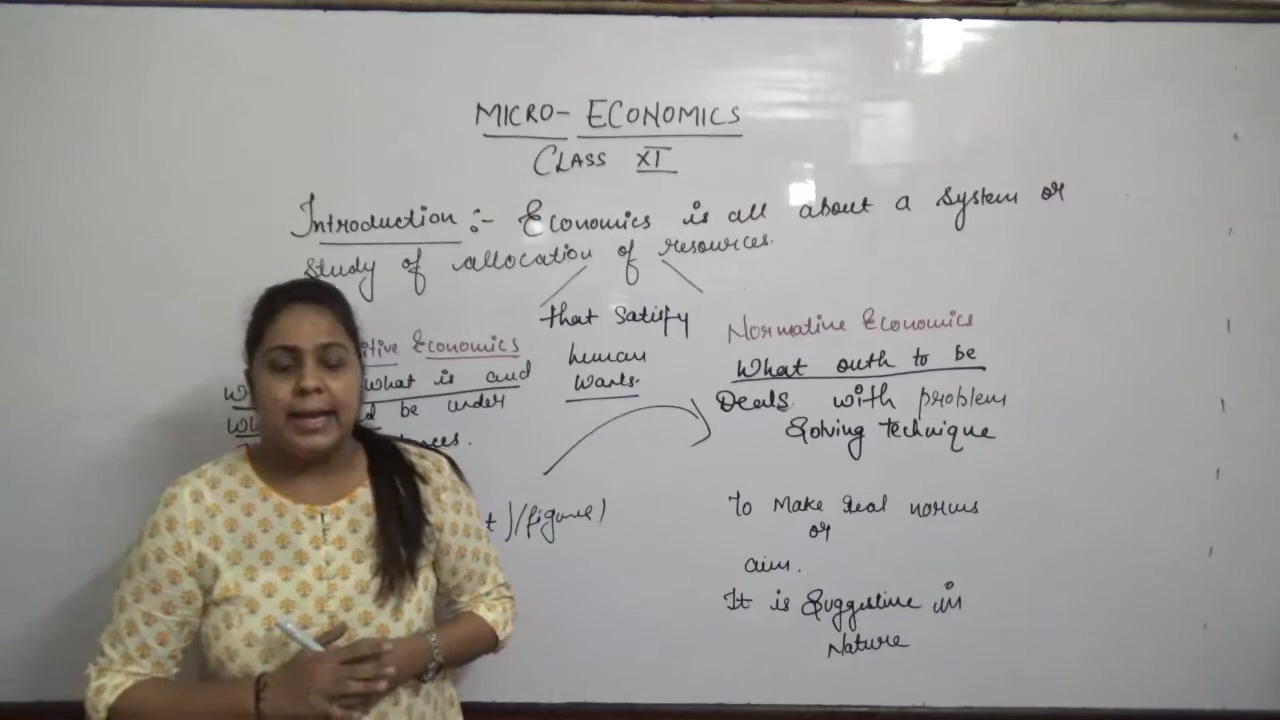 MICRO- ECONOMICS
CLASS XI
Introduction :- Economics is all about a system or
study of allocation of resources.
that satisfy
human
wants.
itive Economics
what is and
be under
Normative Economics
What outh to be
Deals with problem
Solving technique
t)/figure)
To make real norms
or
aim.
It is Suggestive in
Nature